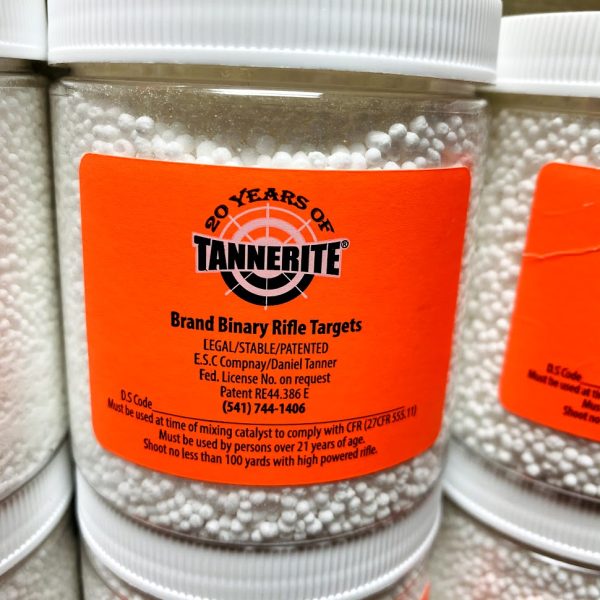 20 YEARS OF
TANNERITE®
Brand Binary Rifle Targets
LEGAL/STABLE/PATENTED
E.S.C Compnay/Daniel Tanner
Fed. License No. on request
Patent RE44.386 E
(541) 744-1406
D.S Code
Must be used at time of mixing catalyst to comply with CFR (27CFR 555.11)
Must be used by persons over 21 years of age.
Shoot no less than 100 yards with high powered rifle.
D.S Code
Must be used at time
Must
Shoot no